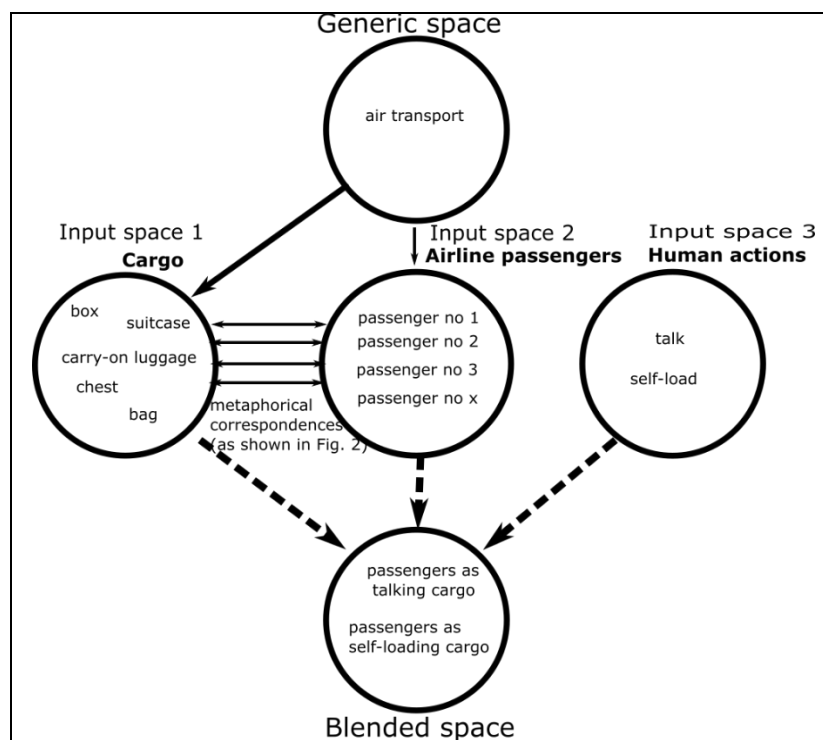 Generic space
air transport
Input space 1
Cargo
Input space 2
Airline passengers
Input space 3
Human actions
box
suitcase
carry-on luggage
chest
bag
passenger no 1
passenger no 2
passenger no 3
passenger no x
talk
self-load
metaphorical
correspondences
(as shown in Fig. 2)
passengers as
talking cargo
passengers as
self-loading cargo
Blended space